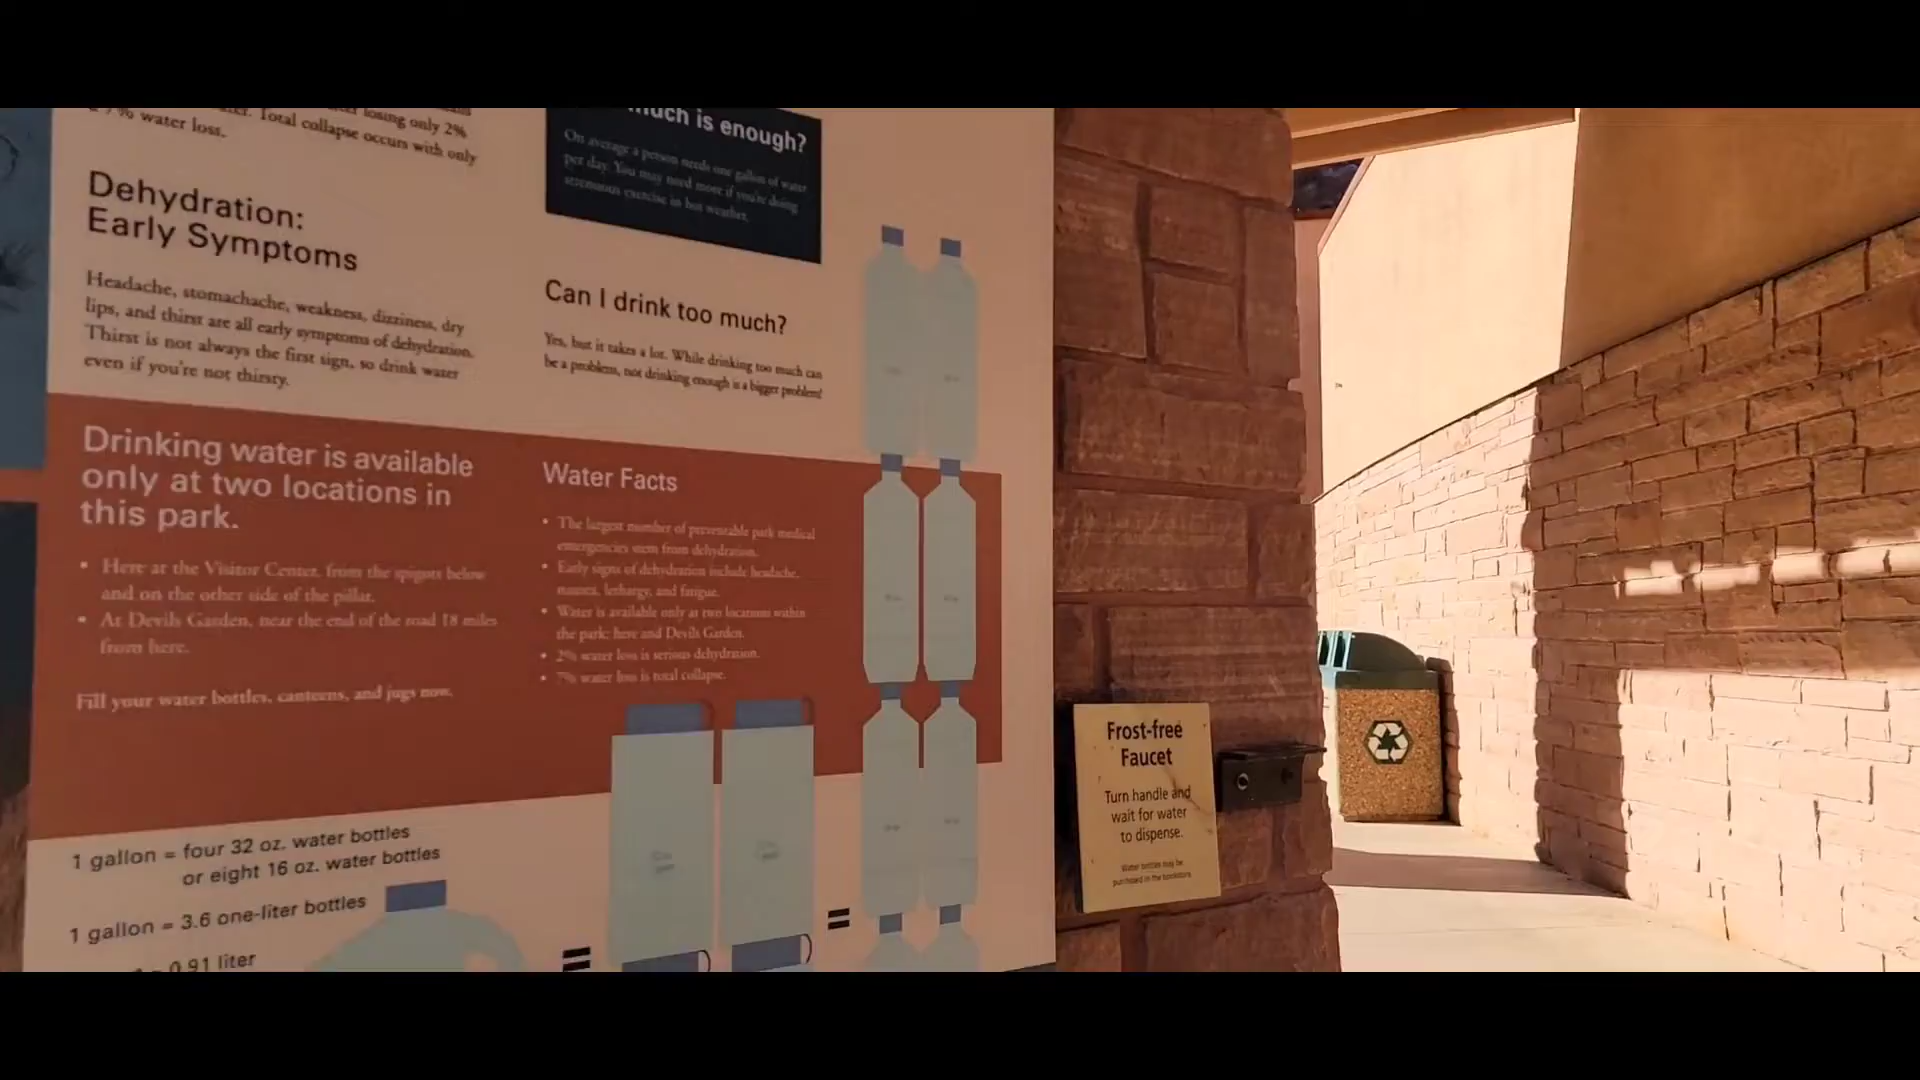 losing only 2%
% water loss.
Total collapse occurs with only
Dehydration:
Early Symptoms
Headache, stomachache, weakness, dizziness, dry
lips, and thirst are all early symptoms of dehydration.
Thirst is not always the first sign, so drink water
even if you're not thirsty.
Drinking water is available
only at two locations in
this park.
• Here at the Visitor Center, from the spigots below
and on the other side of the pillar.
• At Devils Garden, near the end of the road 18 miles
from here.
Fill your water bottles, canteens, and jugs now.
1 gallon = four 32 oz. water bottles
or eight 16 oz. water bottles
1 gallon = 3.6 one-liter bottles
0.91 liter
much is enough?
On average a person needs one gallon of water
per day. You may need more if you're doing
strenuous exercise in hot weather.
Can I drink too much?
Yes, but it takes a lot. While drinking too much can
be a problem, not drinking enough is a bigger problem!
Water Facts
• The largest number of preventable park medical
emergencies stem from dehydration.
• Early signs of dehydration include headache,
nausea, lethargy, and fatigue.
• Water is available only at two locations within
the park: here and Devils Garden.
• 2% water loss is serious dehydration.
• 7% water loss is total collapse.
=
=
Frost-free
Faucet
Turn handle and
wait for water
to dispense.
Water bottles may be
purchased in the bookstore.